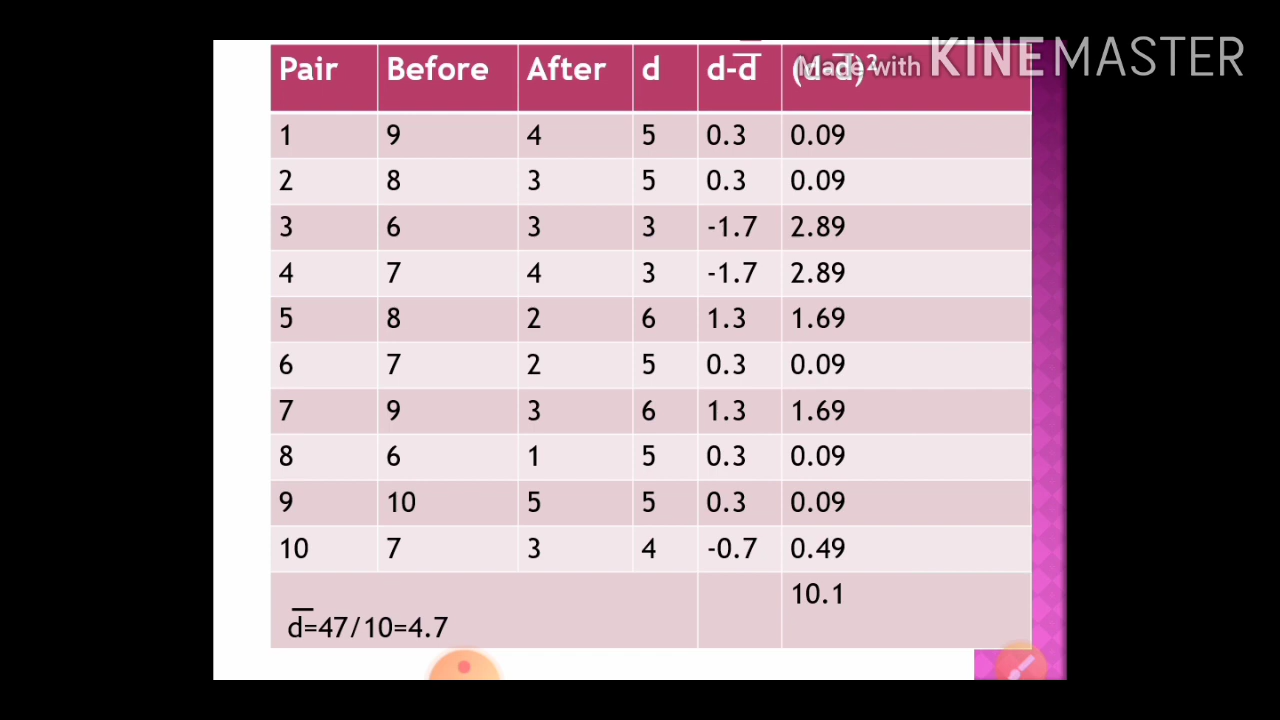 Made with KINEMASTER
Pair Before After d d-d̅ (d-d̅)²
1 9 4 5 0.3 0.09
2 8 3 5 0.3 0.09
3 6 3 3 -1.7 2.89
4 7 4 3 -1.7 2.89
5 8 2 6 1.3 1.69
6 7 2 5 0.3 0.09
7 9 3 6 1.3 1.69
8 6 1 5 0.3 0.09
9 10 5 5 0.3 0.09
10 7 3 4 -0.7 0.49
10.1
d̅=47/10=4.7